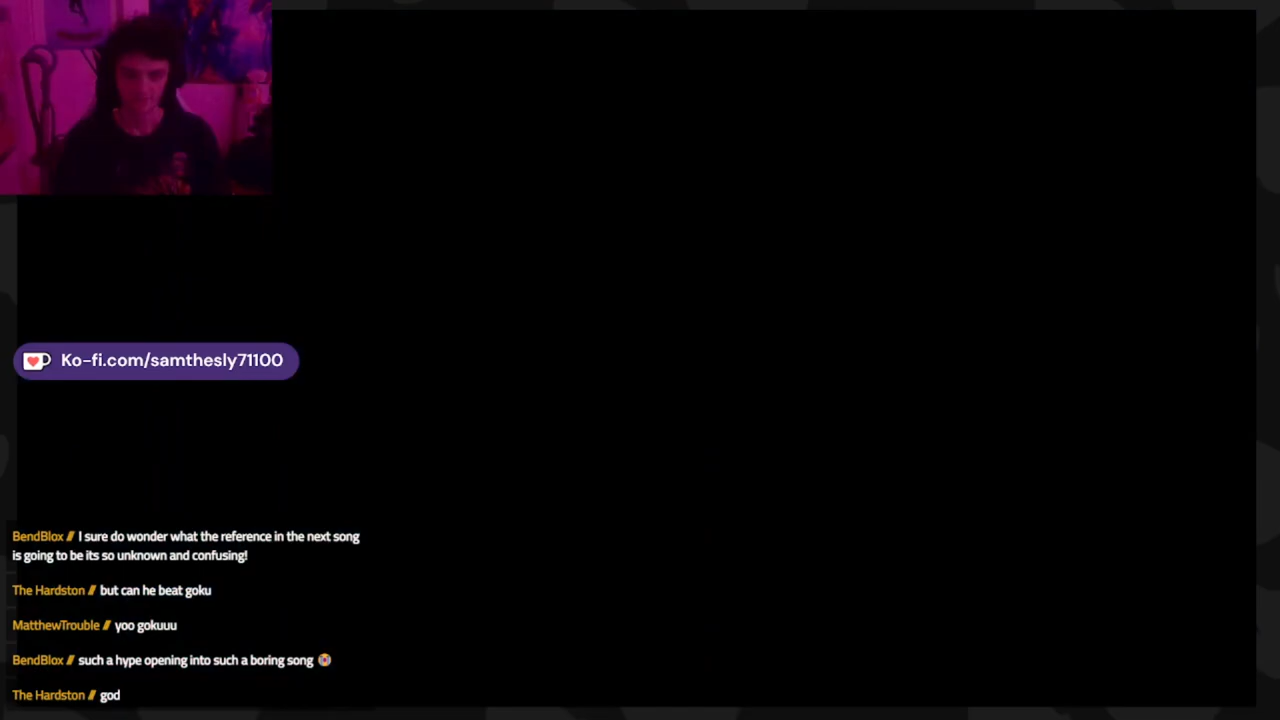 Ko-fi.com/samthesly71100
BendBlox // I sure do wonder what the reference in the next song
is going to be its so unknown and confusing!
The Hardston // but can he beat goku
MatthewTrouble // yoo gokuuu
BendBlox // such a hype opening into such a boring song
The Hardston // god